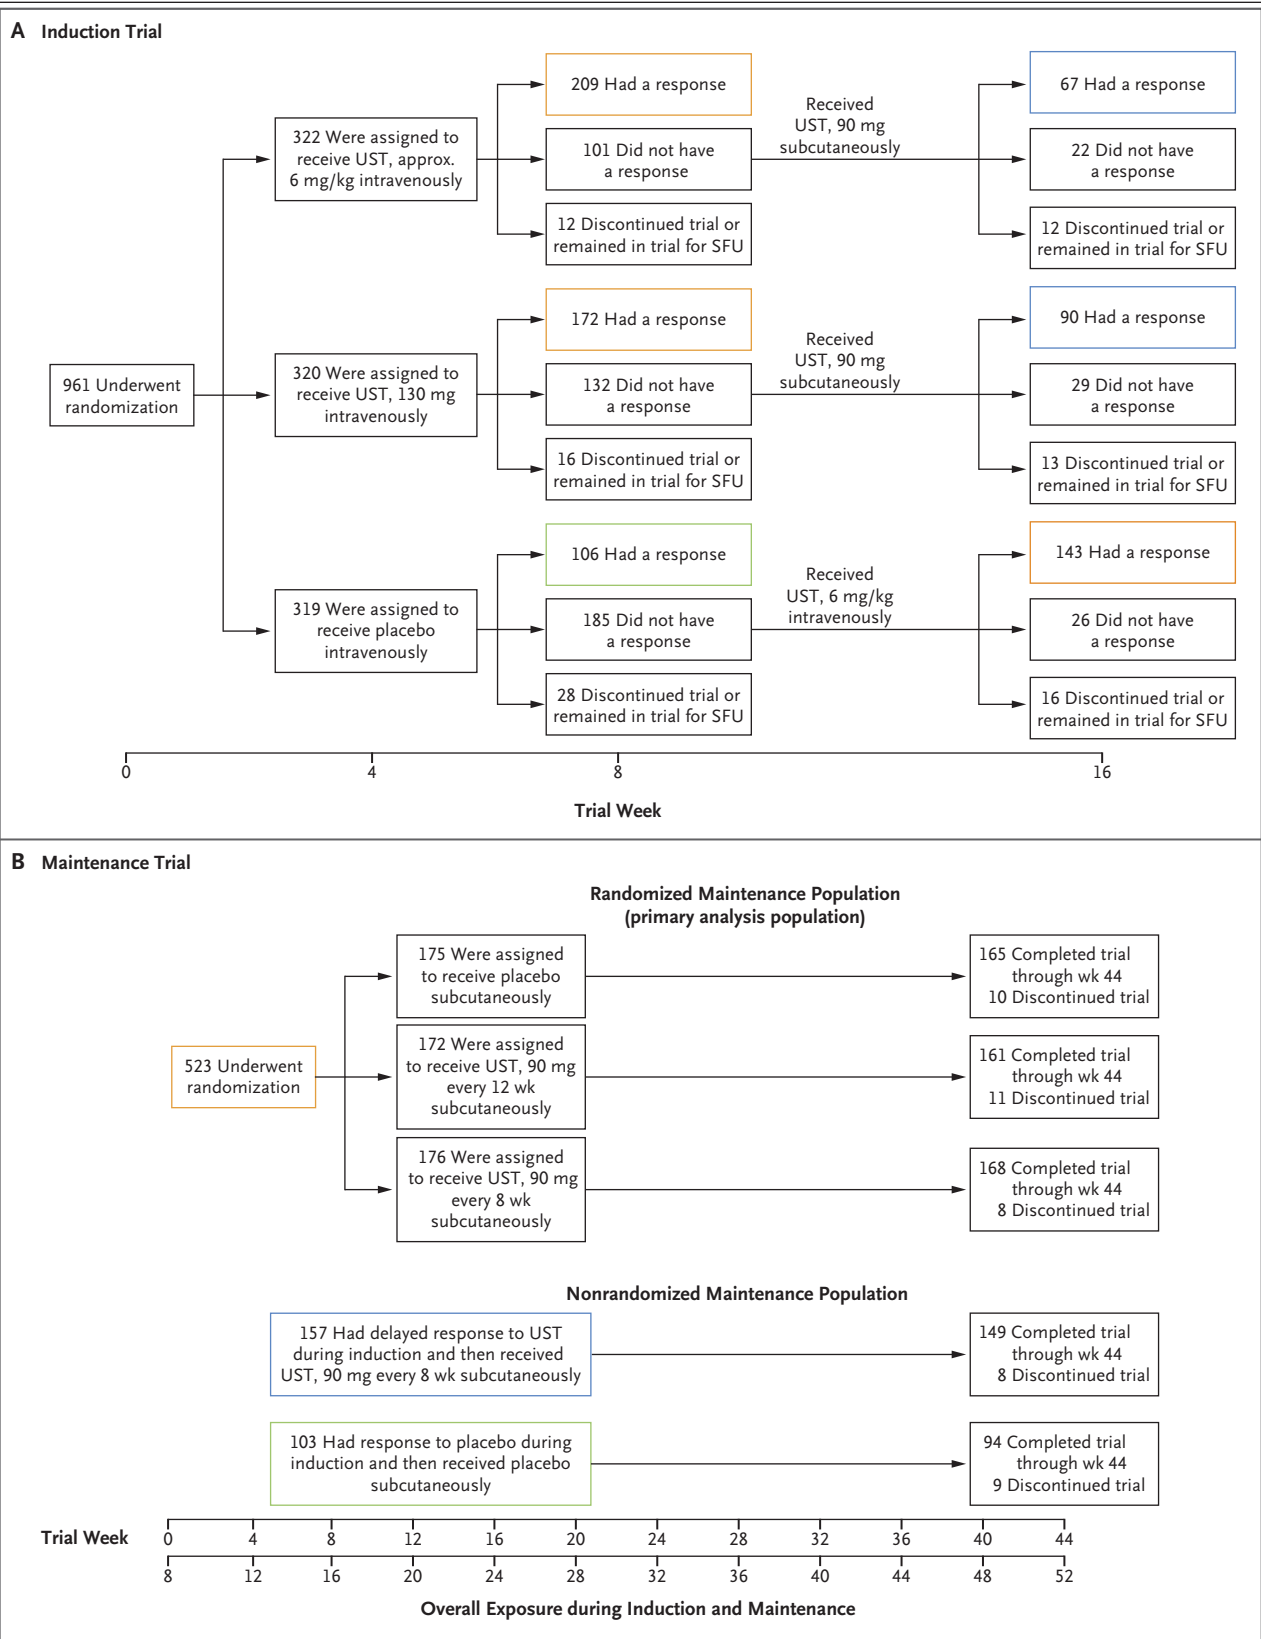 A Induction Trial
961 Underwent
randomization
322 Were assigned to
receive UST, approx.
6 mg/kg intravenously
209 Had a response
101 Did not have
a response
12 Discontinued trial or
remained in trial for SFU
Received
UST, 90 mg
subcutaneously
67 Had a response
22 Did not have
a response
12 Discontinued trial or
remained in trial for SFU
320 Were assigned to
receive UST, 130 mg
intravenously
172 Had a response
132 Did not have
a response
16 Discontinued trial or
remained in trial for SFU
Received
UST, 90 mg
subcutaneously
90 Had a response
29 Did not have
a response
13 Discontinued trial or
remained in trial for SFU
319 Were assigned to
receive placebo
intravenously
106 Had a response
185 Did not have
a response
28 Discontinued trial or
remained in trial for SFU
Received
UST, 6 mg/kg
intravenously
143 Had a response
26 Did not have
a response
16 Discontinued trial or
remained in trial for SFU
0 4 8 16
Trial Week
B Maintenance Trial
Randomized Maintenance Population
(primary analysis population)
523 Underwent
randomization
175 Were assigned
to receive placebo
subcutaneously
165 Completed trial
through wk 44
10 Discontinued trial
172 Were assigned
to receive UST, 90 mg
every 12 wk
subcutaneously
161 Completed trial
through wk 44
11 Discontinued trial
176 Were assigned
to receive UST, 90 mg
every 8 wk
subcutaneously
168 Completed trial
through wk 44
8 Discontinued trial
Nonrandomized Maintenance Population
157 Had delayed response to UST
during induction and then received
UST, 90 mg every 8 wk subcutaneously
149 Completed trial
through wk 44
8 Discontinued trial
103 Had response to placebo during
induction and then received placebo
subcutaneously
94 Completed trial
through wk 44
9 Discontinued trial
Trial Week 0 4 8 12 16 20 24 28 32 36 40 44
8 12 16 20 24 28 32 36 40 44 48 52
Overall Exposure during Induction and Maintenance